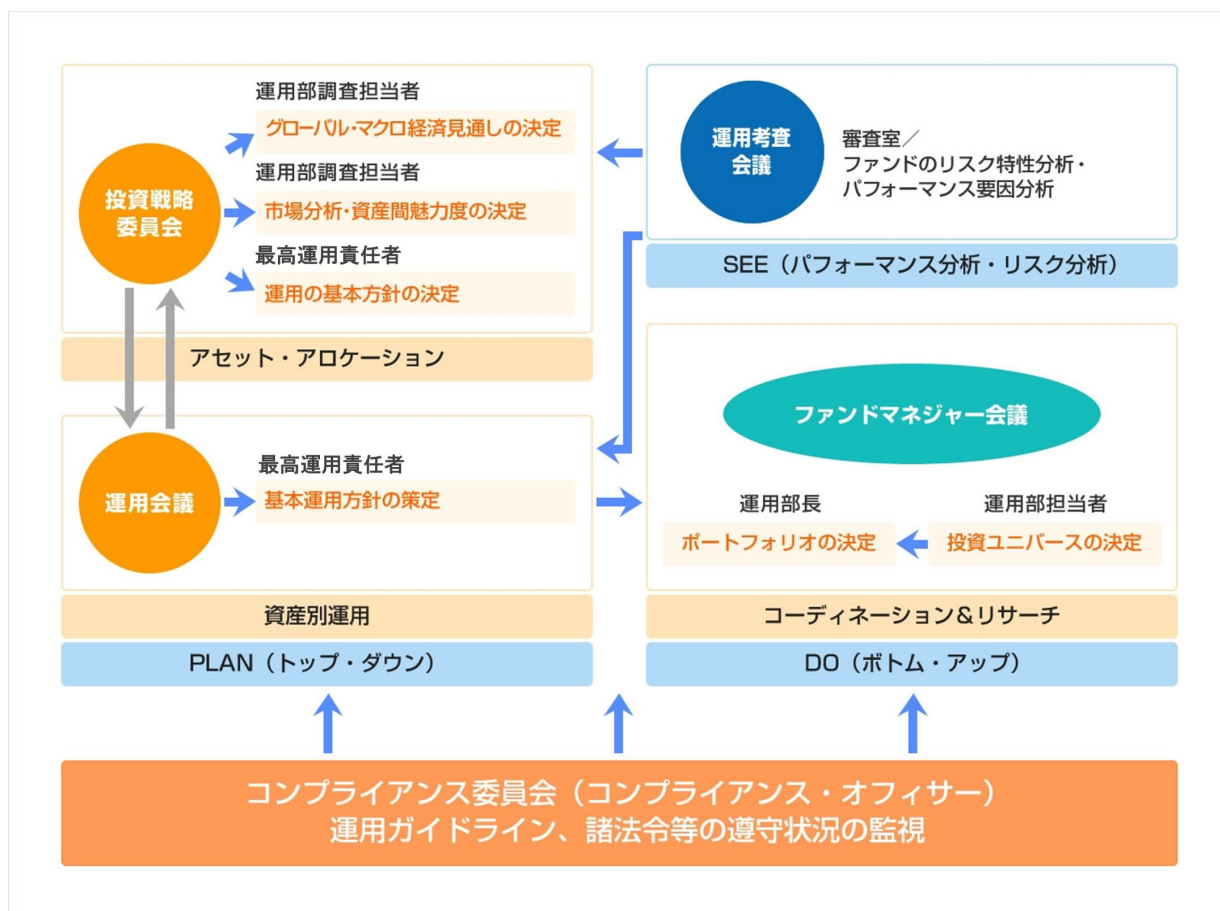 運用部調査担当者
グローバル・マクロ経済見通しの決定
投資戦略
委員会
運用部調査担当者
市場分析・資産間魅力度の決定
最高運用責任者
運用の基本方針の決定
アセット・アロケーション
運用会議
最高運用責任者
基本運用方針の策定
資産別運用
PLAN（トップ・ダウン）
運用考査
会議
審査室／
ファンドのリスク特性分析・
パフォーマンス要因分析
SEE（パフォーマンス分析・リスク分析）
ファンドマネジャー会議
運用部長
ポートフォリオの決定
運用部担当者
投資ユニバースの決定
コーディネーション＆リサーチ
DO（ボトム・アップ）
コンプライアンス委員会（コンプライアンス・オフィサー）
運用ガイドライン、諸法令等の遵守状況の監視